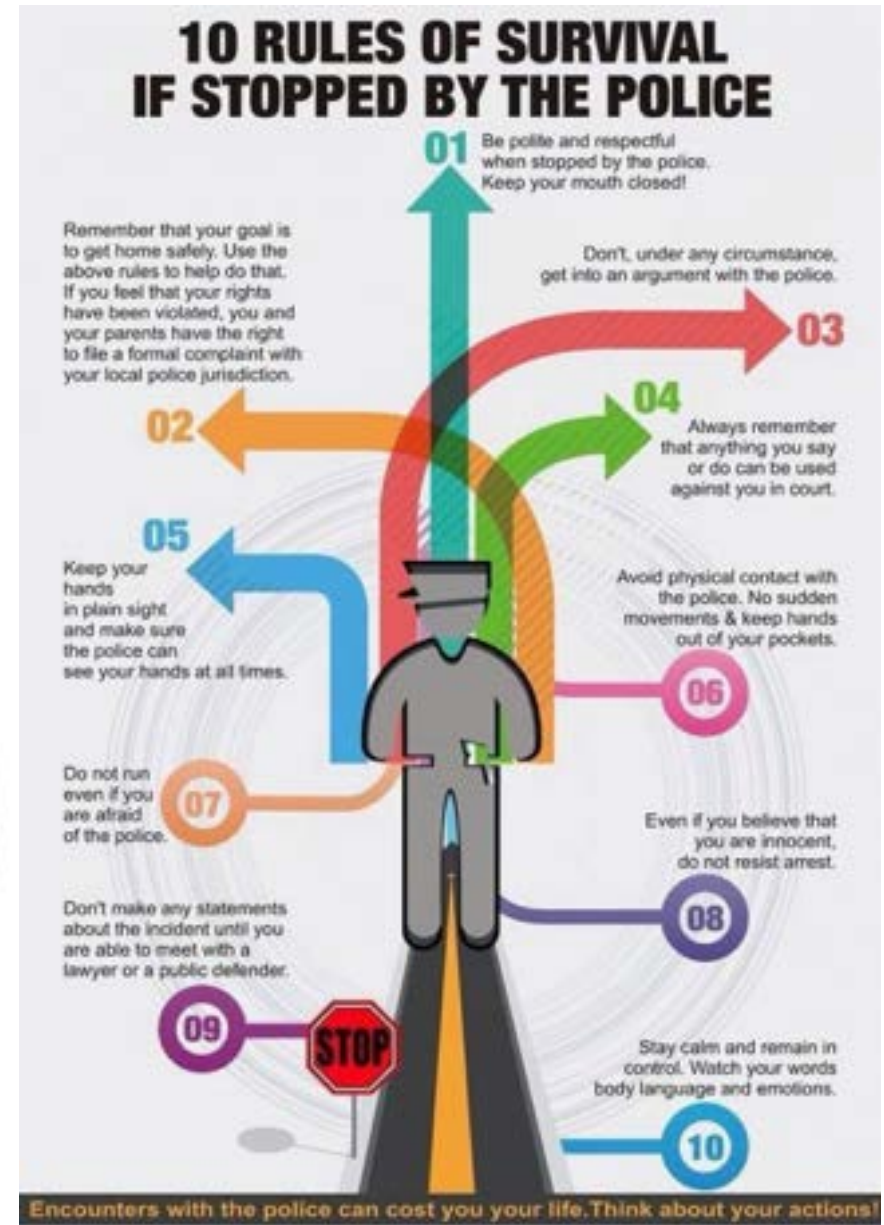 10 RULES OF SURVIVAL
IF STOPPED BY THE POLICE
01
Be polite and respectful
when stopped by the police.
Keep your mouth closed!
Remember that your goal is
to get home safely. Use the
above rules to help do that.
If you feel that your rights
have been violated, you and
your parents have the right
to file a formal complaint with
your local police jurisdiction.
02
Don't, under any circumstance,
get into an argument with the police.
03
04
Always remember
that anything you say
or do can be used
against you in court.
05
Keep your
hands
in plain sight
and make sure
the police can
see your hands at all times.
Avoid physical contact with
the police. No sudden
movements & keep hands
out of your pockets.
06
Do not run
even if you
are afraid
of the police.
07
Even if you believe that
you are innocent,
do not resist arrest.
08
Don't make any statements
about the incident until you
are able to meet with a
lawyer or a public defender.
09
STOP
Stay calm and remain in
control. Watch your words
body language and emotions.
10
Encounters with the police can cost you your life.Think about your actions!